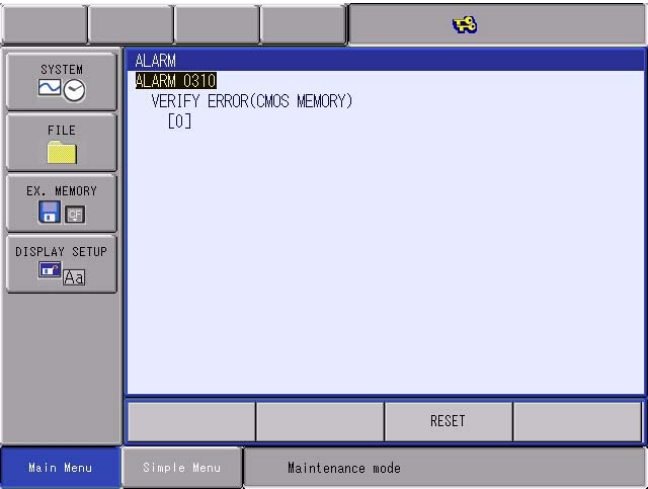 SYSTEM
FILE
EX. MEMORY
CF
DISPLAY SETUP
Aa
ALARM
ALARM 0310
VERIFY ERROR(CMOS MEMORY)
[0]
RESET
Main Menu
Simple Menu
Maintenance mode